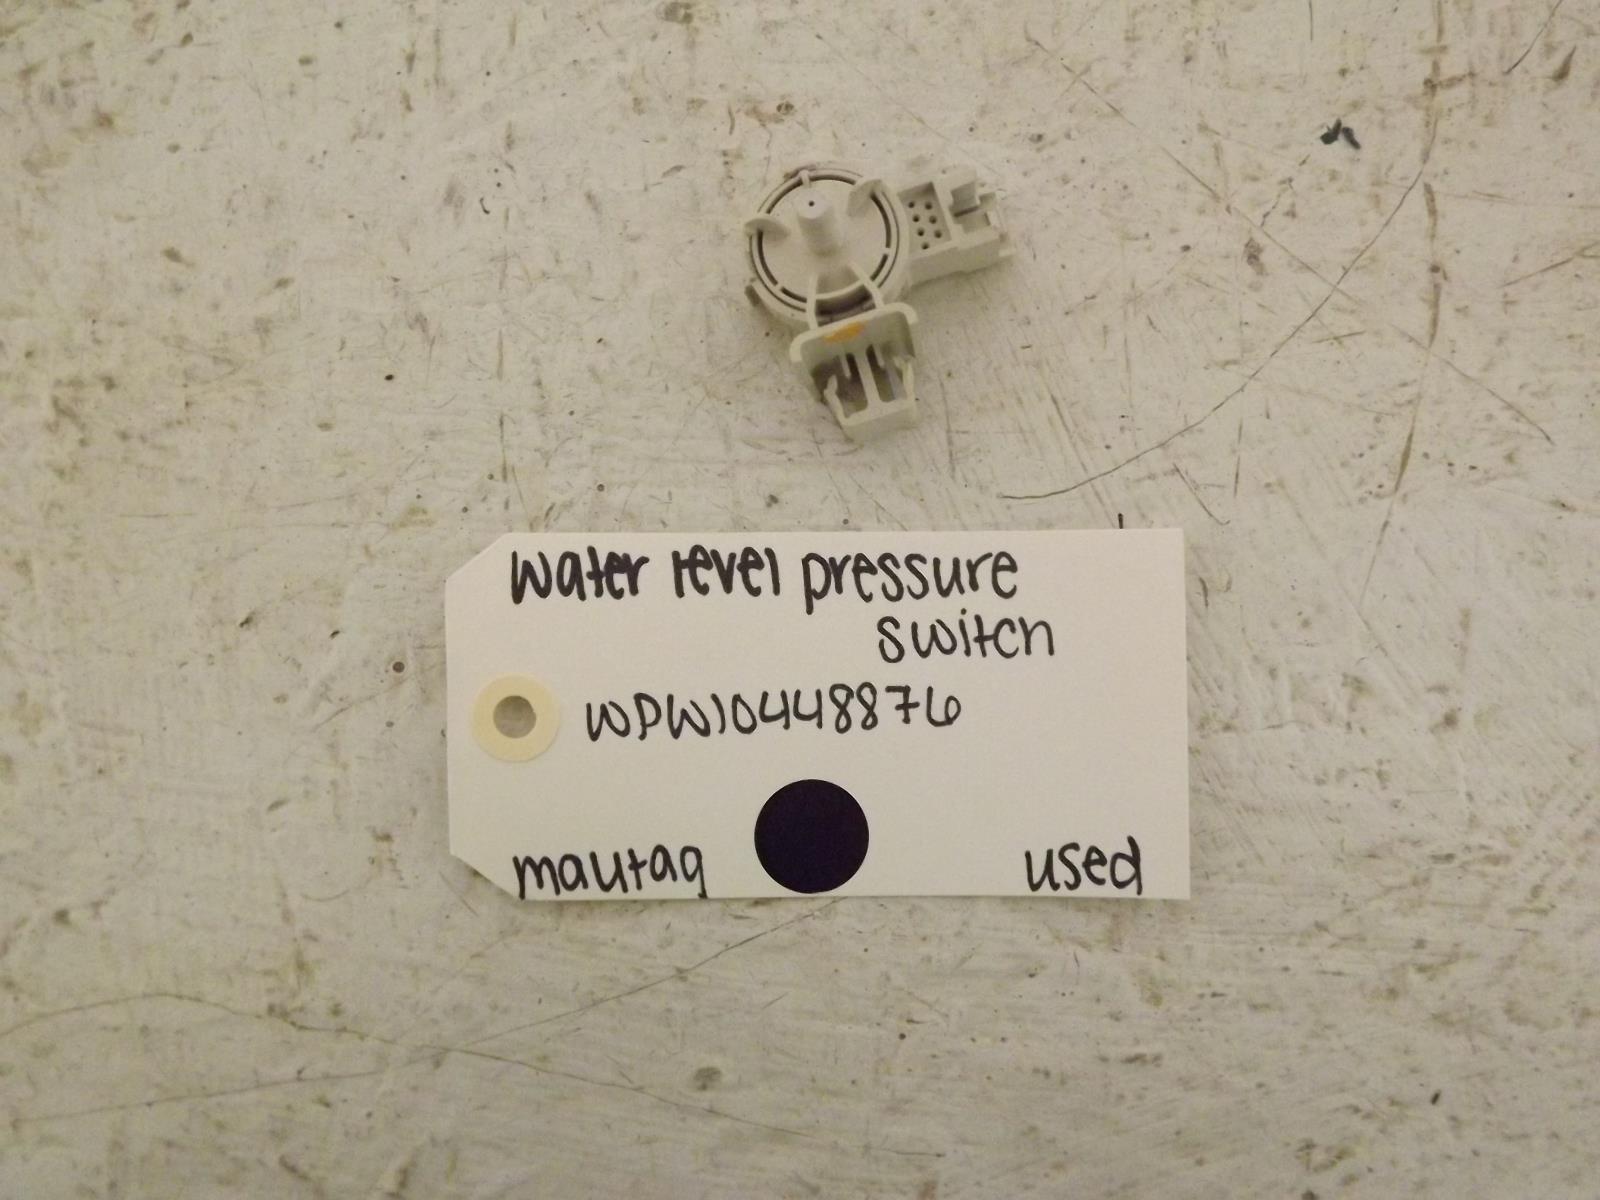 water level pressure
switch
WPW10448876
maytag
used